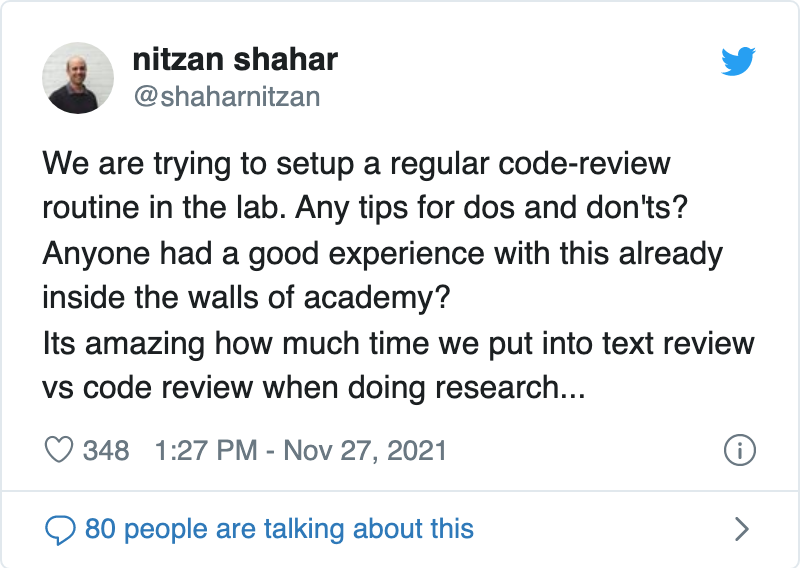 nitzan shahar
@shaharnitzan
We are trying to setup a regular code-review
routine in the lab. Any tips for dos and don'ts?
Anyone had a good experience with this already
inside the walls of academy?
Its amazing how much time we put into text review
vs code review when doing research...
348 1:27 PM - Nov 27, 2021
80 people are talking about this